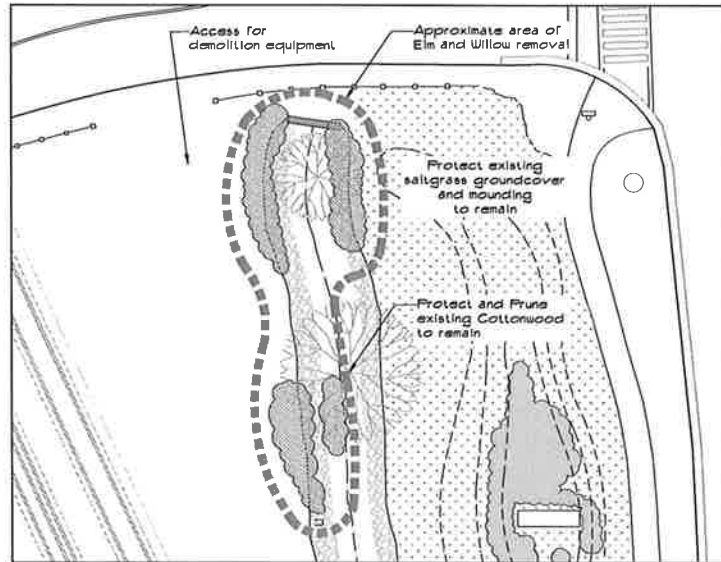 Access for
demolition equipment
Approximate area of
Elm and Willow removal
Protect existing
saltgrass groundcover
and mounding
to remain
Protect and Prune
existing Cottonwood
to remain